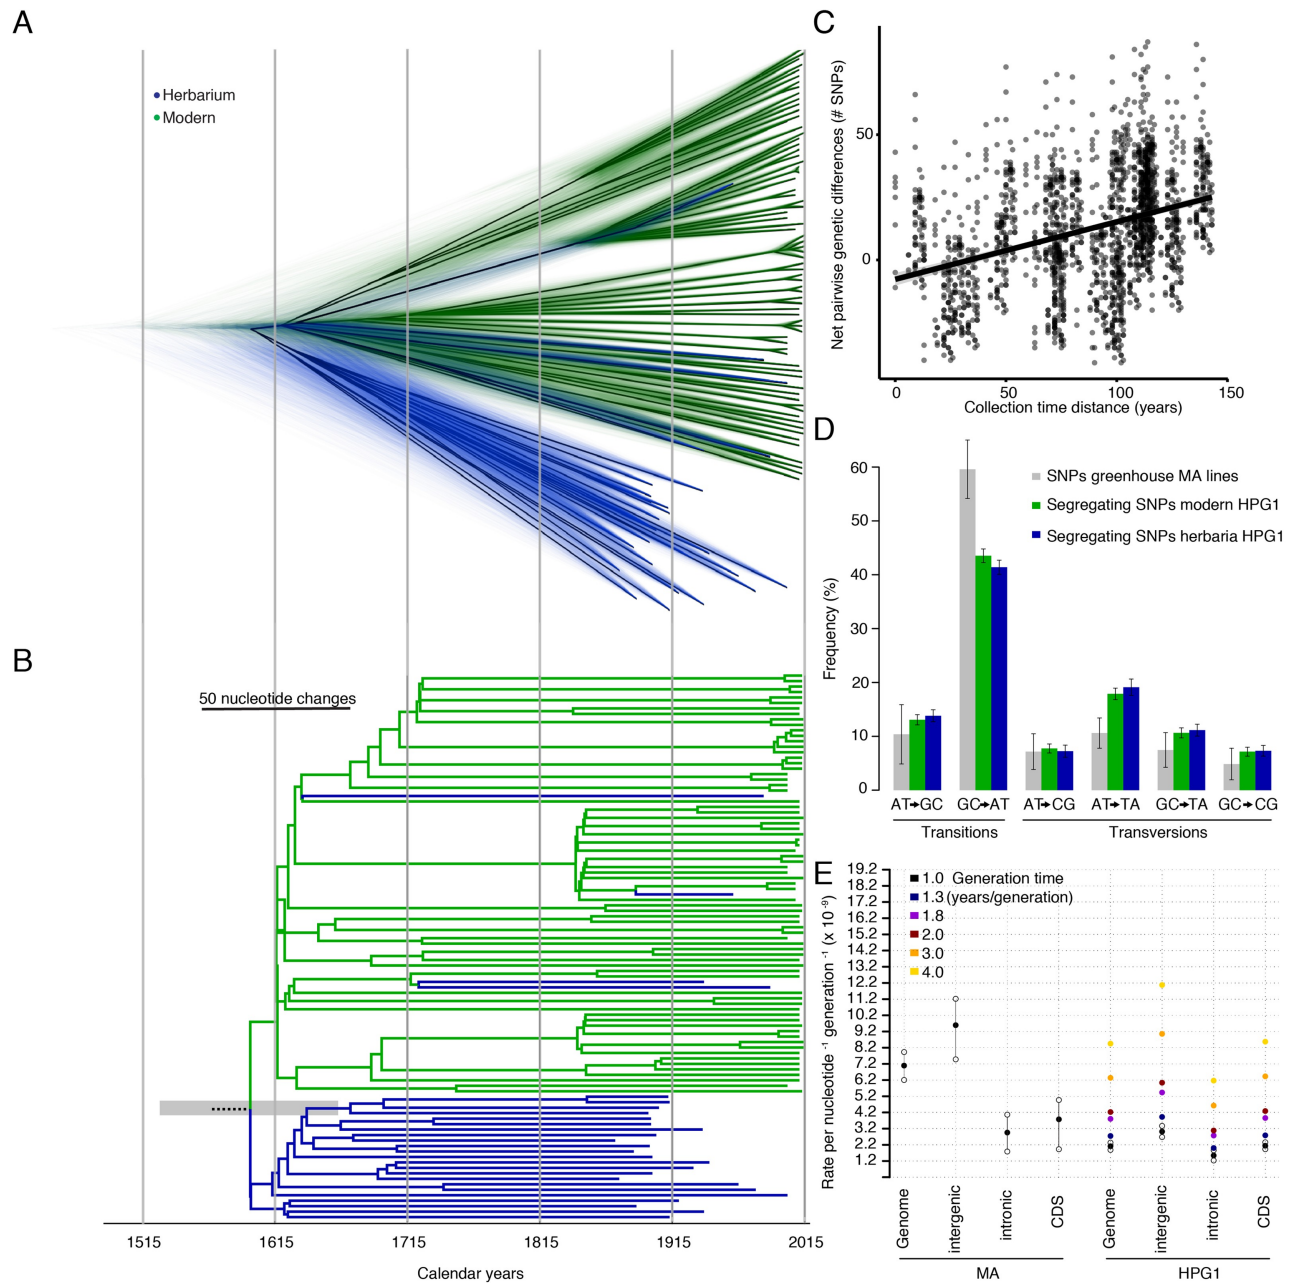 A
Herbarium
Modern
B
50 nucleotide changes
1515
1615
1715
1815
1915
2015
Calendar years
C
Net pairwise genetic differences (# SNPs)
50
0
0
50
100
150
Collection time distance (years)
D
Frequency (%)
60
50
40
30
20
10
0
SNPs greenhouse MA lines
Segregating SNPs modern HPG1
Segregating SNPs herbaria HPG1
AT→GC
GC→AT
AT→CG
AT→TA
GC→TA
GC→CG
Transitions
Transversions
E
Rate per nucleotide ⁻¹ generation ⁻¹ (x 10 ⁻⁹)
19.2
18.2
17.2
16.2
15.2
14.2
13.2
12.2
11.2
10.2
9.2
8.2
7.2
6.2
5.2
4.2
3.2
2.2
1.2
1.0 Generation time
1.3 (years/generation)
1.8
2.0
3.0
4.0
Genome
intergenic
intronic
CDS
Genome
intergenic
intronic
CDS
MA
HPG1